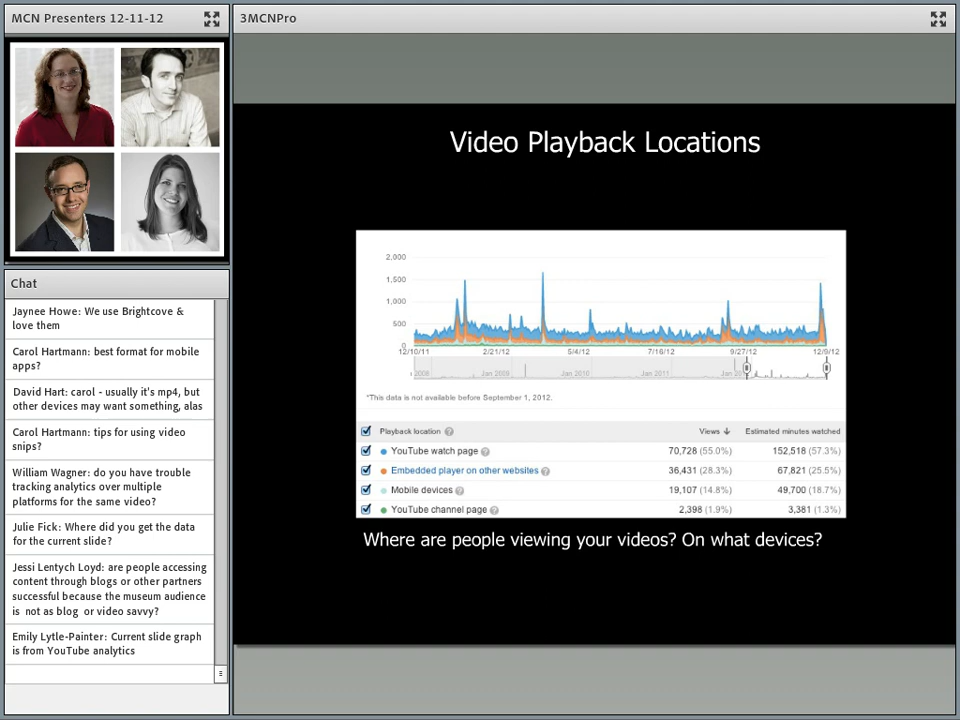 MCN Presenters 12-11-12
3MCNPro
Chat
Jaynee Howe: We use Brightcove &
love them
Carol Hartmann: best format for mobile
apps?
David Hart: carol - usually it's mp4, but
other devices may want something, alas
Carol Hartmann: tips for using video
snips?
William Wagner: do you have trouble
tracking analytics over multiple
platforms for the same video?
Julie Fick: Where did you get the data
for the current slide?
Jessi Lentych Loyd: are people accessing
content through blogs or other partners
successful because the museum audience
is not as blog or video savvy?
Emily Lytle-Painter: Current slide graph
is from YouTube analytics
Video Playback Locations
2,000
1,500
1,000
500
0
12/10/11 2/21/12 5/4/12 7/16/12 9/27/12 12/9/12
2008 Jan 2009 Jan 2010 Jan 2011 Jan 20
*This data is not available before September 1, 2012.
Playback location ? Views ↓ Estimated minutes watched
YouTube watch page ? 70,728 (55.0%) 152,518 (57.3%)
Embedded player on other websites ? 36,431 (28.3%) 67,821 (25.5%)
Mobile devices ? 19,107 (14.8%) 49,700 (18.7%)
YouTube channel page ? 2,398 (1.9%) 3,381 (1.3%)
Where are people viewing your videos? On what devices?